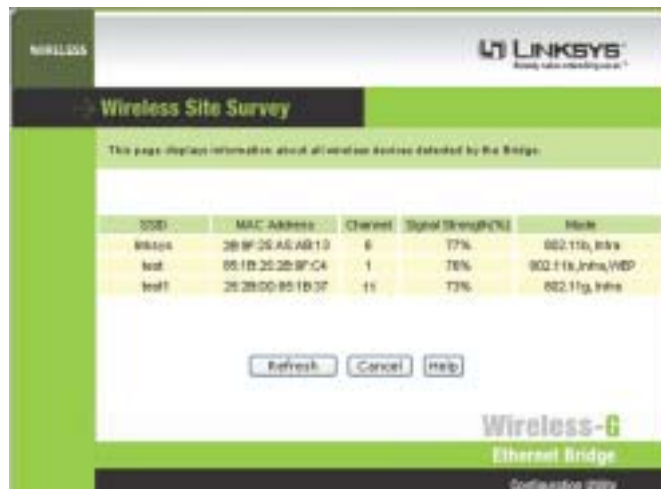 WIRELESS
LINKSYS
Wireless Site Survey
This page displays information about all wireless devices detected by the Bridge.
SSID MAC Address Channel Signal Strength(%) Mode
linksys 6 77% 802.11b, Infra
test 1 76% 802.11b,Infra,WEP
test1 11 73% 802.11g, Infra
Refresh Cancel Help
Wireless-G
Ethernet Bridge
Configuration Utility